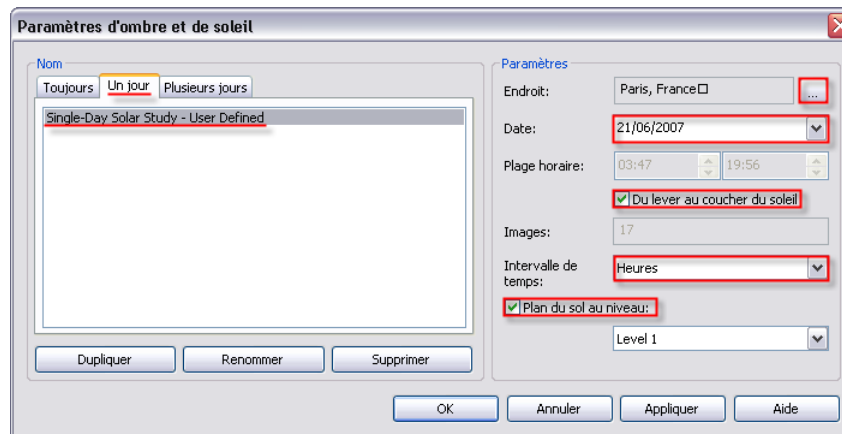 Paramètres d'ombre et de soleil
Nom
Toujours
Un jour
Plusieurs jours
Single-Day Solar Study - User Defined
Dupliquer
Renommer
Supprimer
Paramètres
Endroit:
Paris, France
...
Date:
21/06/2007
Plage horaire:
03:47
19:56
Du lever au coucher du soleil
Images:
17
Intervalle de
temps:
Heures
Plan du sol au niveau:
Level 1
OK
Annuler
Appliquer
Aide